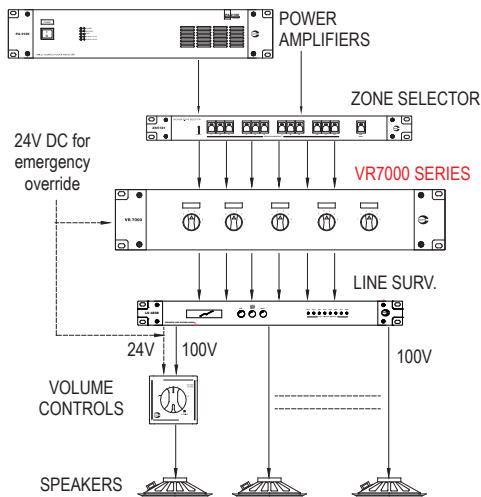 POWER
AMPLIFIERS
ZONE SELECTOR
24V DC for
emergency
override
VR7000 SERIES
VR 7000
LINE SURV.
24V
100V
100V
VOLUME
CONTROLS
SPEAKERS